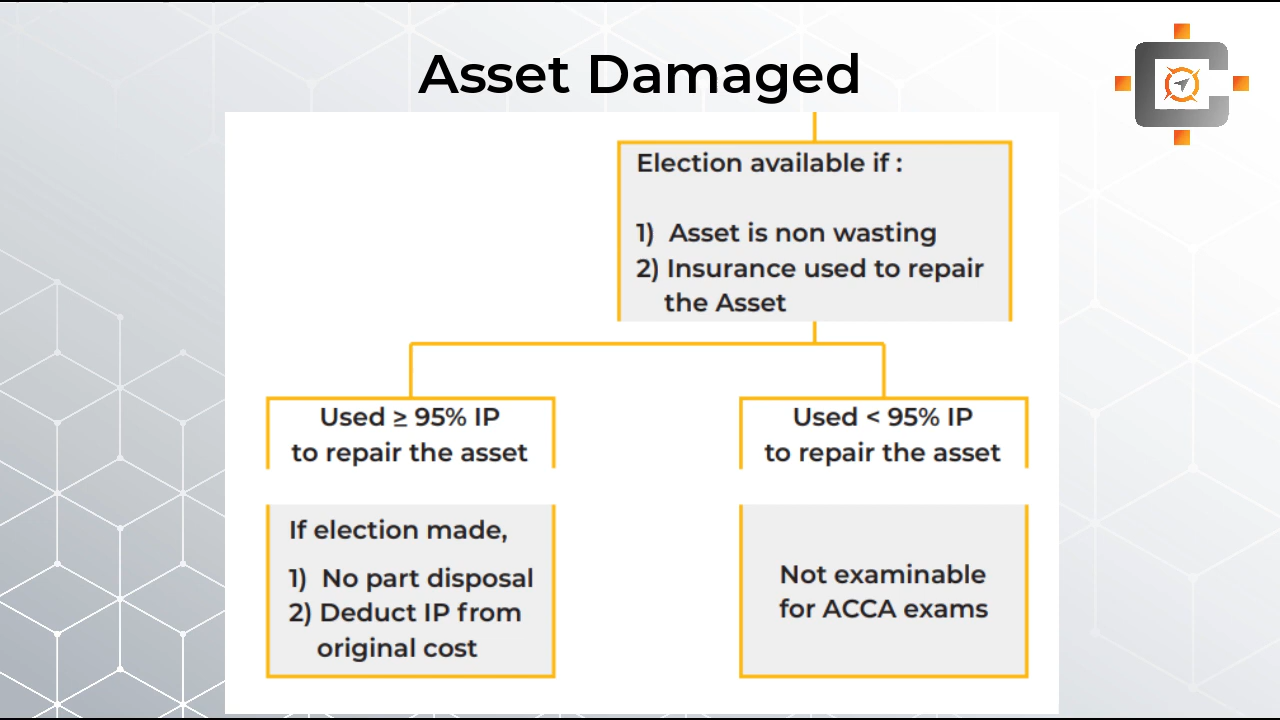 Asset Damaged
Election available if :
1) Asset is non wasting
2) Insurance used to repair
the Asset
Used ≥ 95% IP
to repair the asset
If election made,
1) No part disposal
2) Deduct IP from
original cost
Used < 95% IP
to repair the asset
Not examinable
for ACCA exams